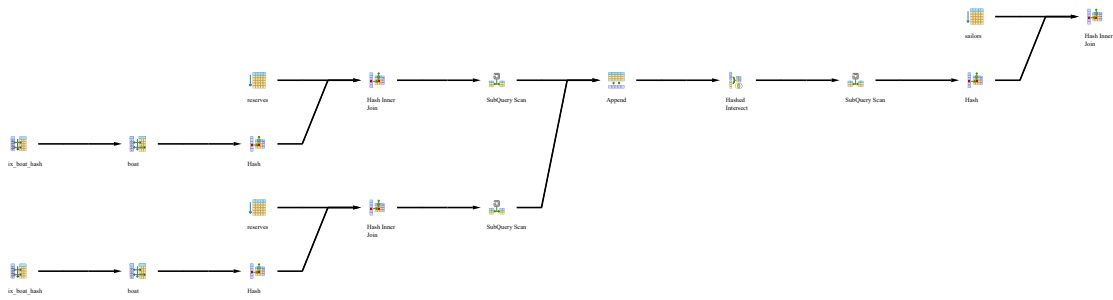 sailors
Hash Inner
Join
reserves
Hash Inner
Join
SubQuery Scan
Append
Hashed
Intersect
SubQuery Scan
Hash
ix_boat_hash
boat
Hash
reserves
Hash Inner
Join
SubQuery Scan
ix_boat_hash
boat
Hash